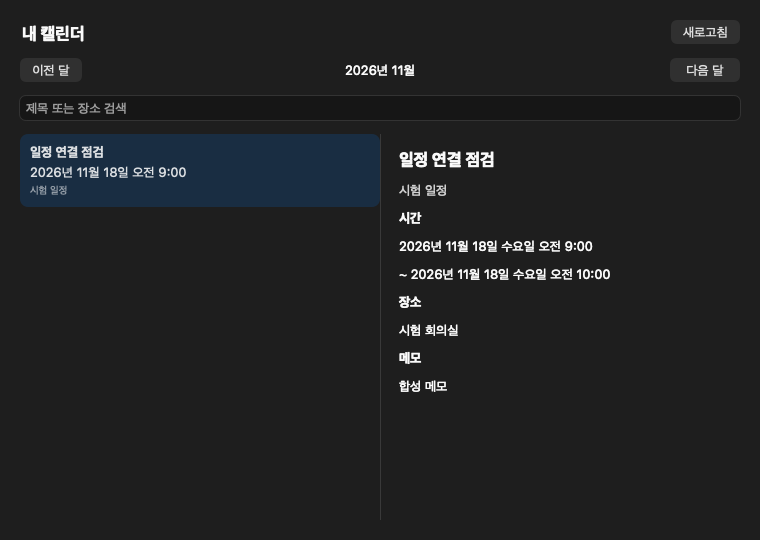 내 캘린더
새로고침
이전 달
2026년 11월
다음 달
제목 또는 장소 검색
일정 연결 점검
2026년 11월 18일 오전 9:00
시험 일정
일정 연결 점검
시험 일정
시간
2026년 11월 18일 수요일 오전 9:00
~ 2026년 11월 18일 수요일 오전 10:00
장소
시험 회의실
메모
합성 메모